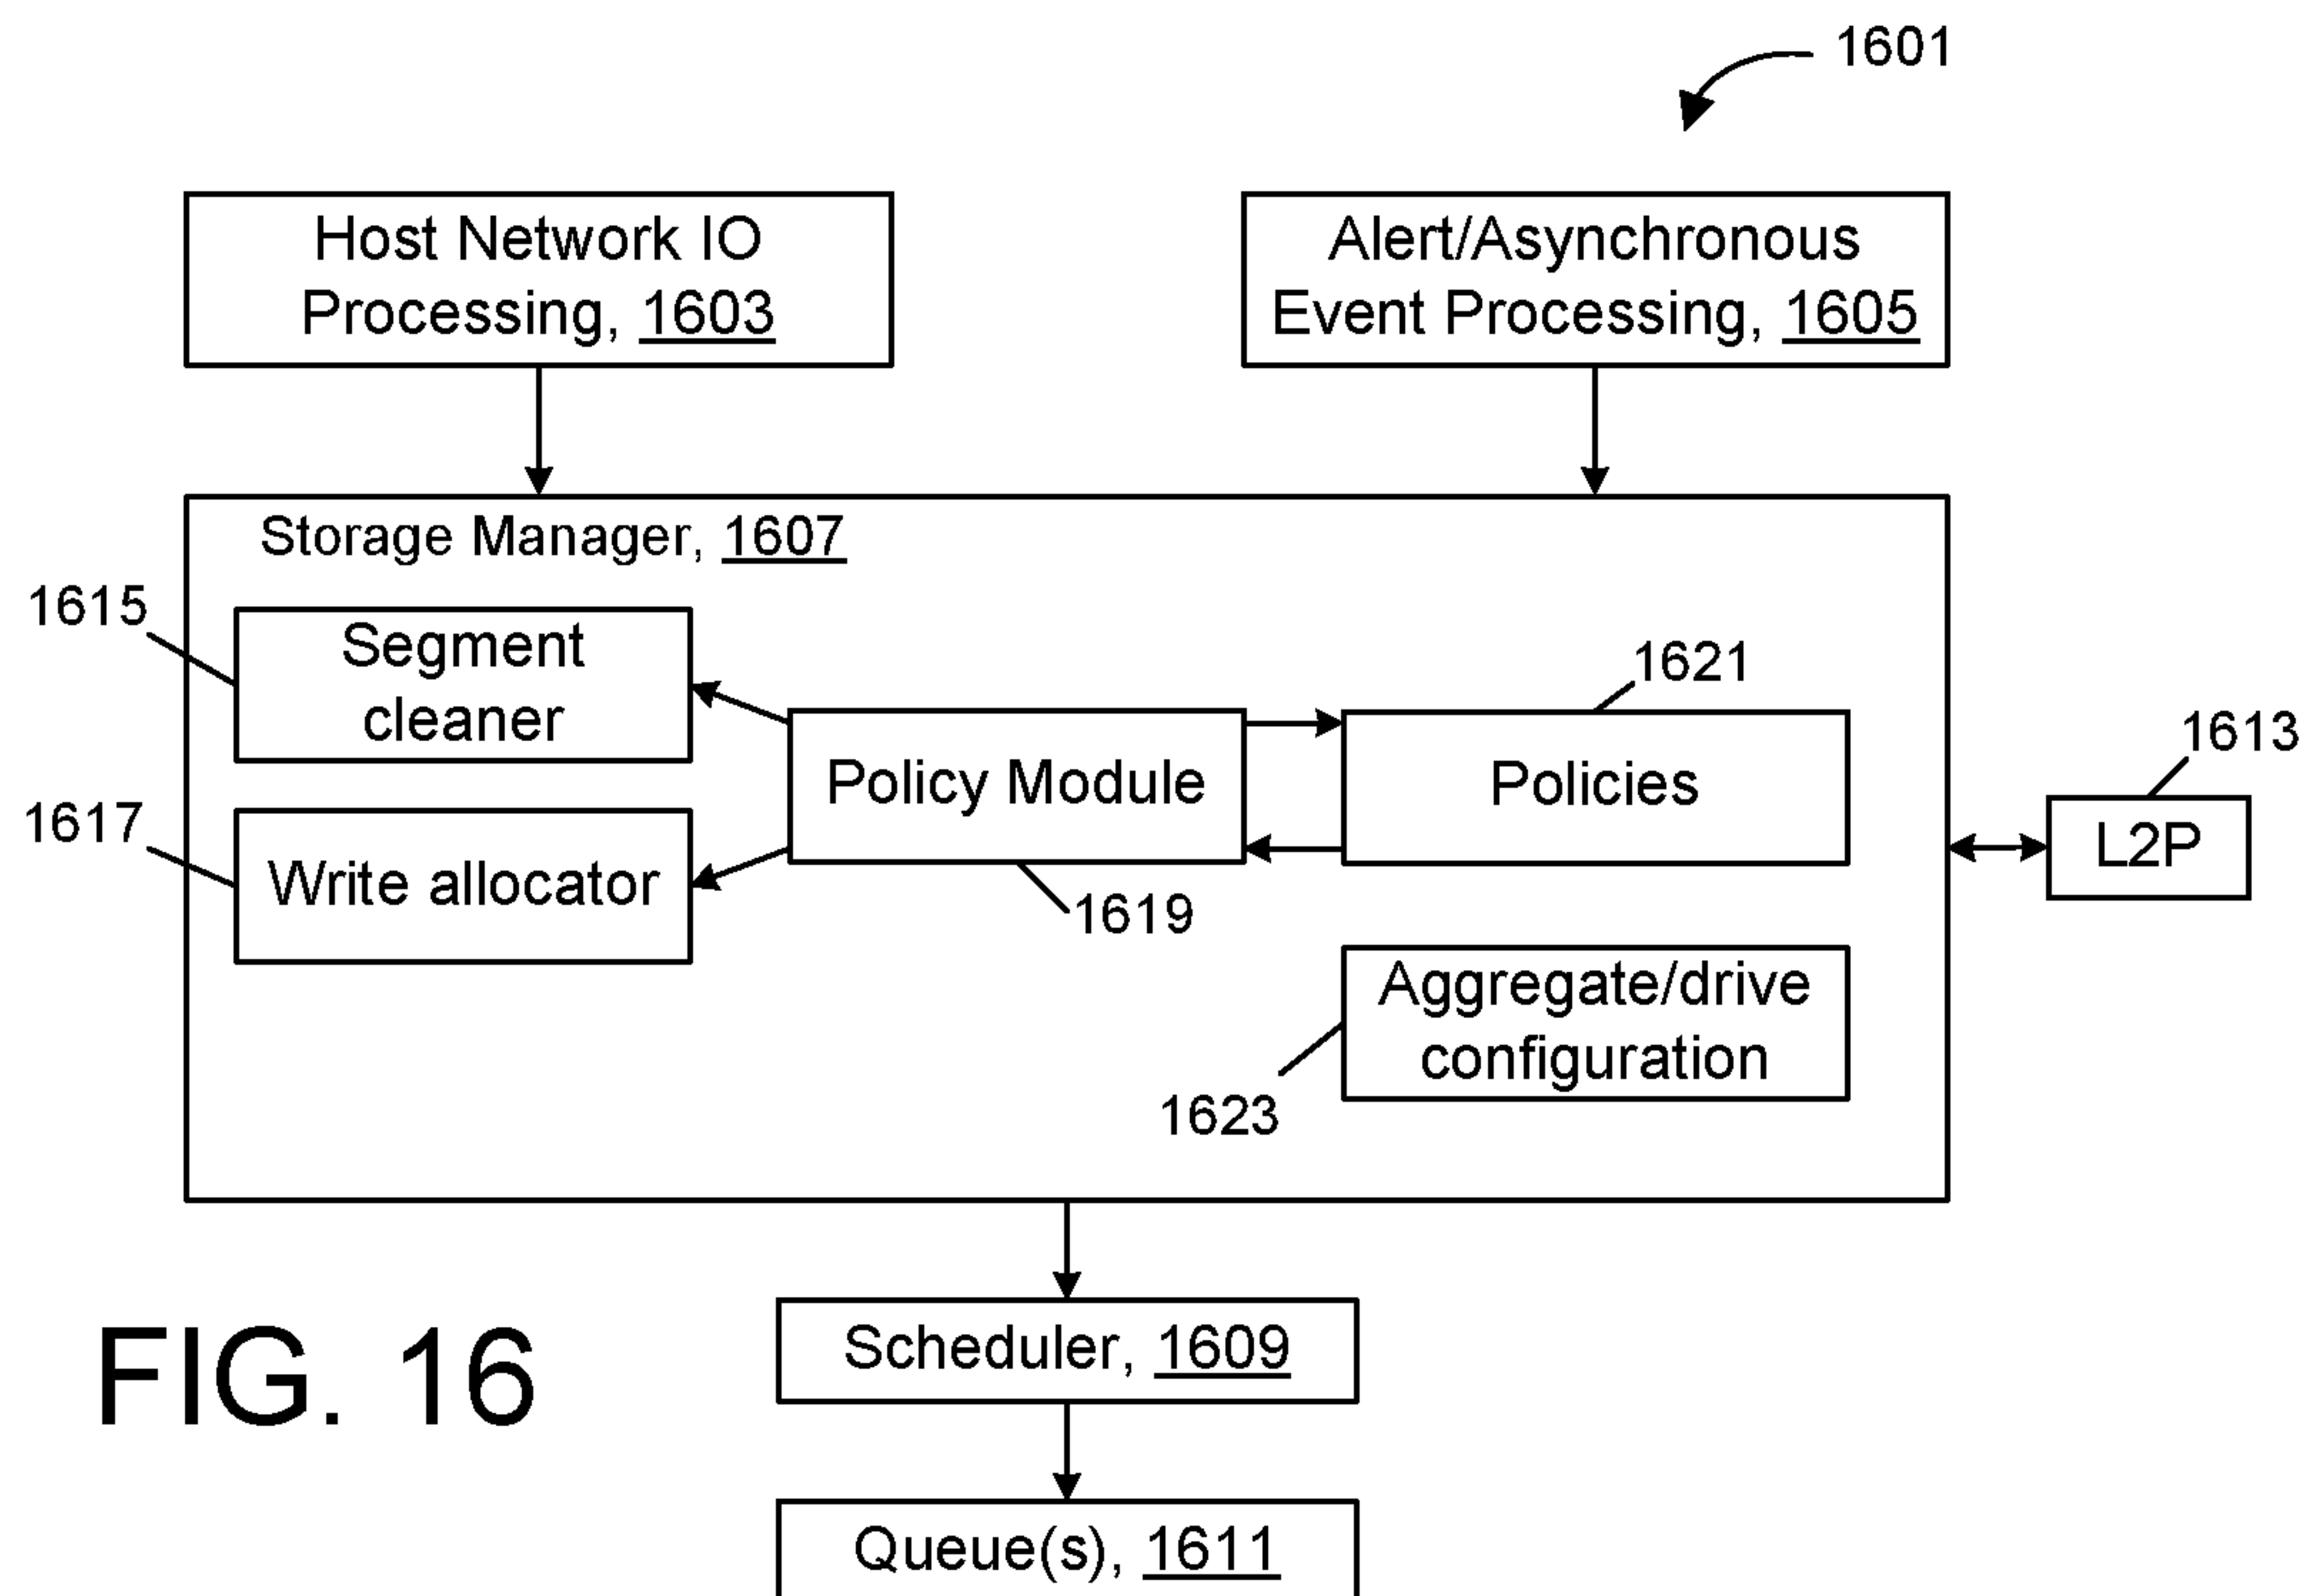 1601
Host Network IO
Processing, 1603
Alert/Asynchronous
Event Processing, 1605
Storage Manager, 1607
1615
Segment
cleaner
1621
Policy Module
Policies
1613
L2P
1617
Write allocator
1619
Aggregate/drive
configuration
1623
Scheduler, 1609
FIG. 16
Queue(s), 1611